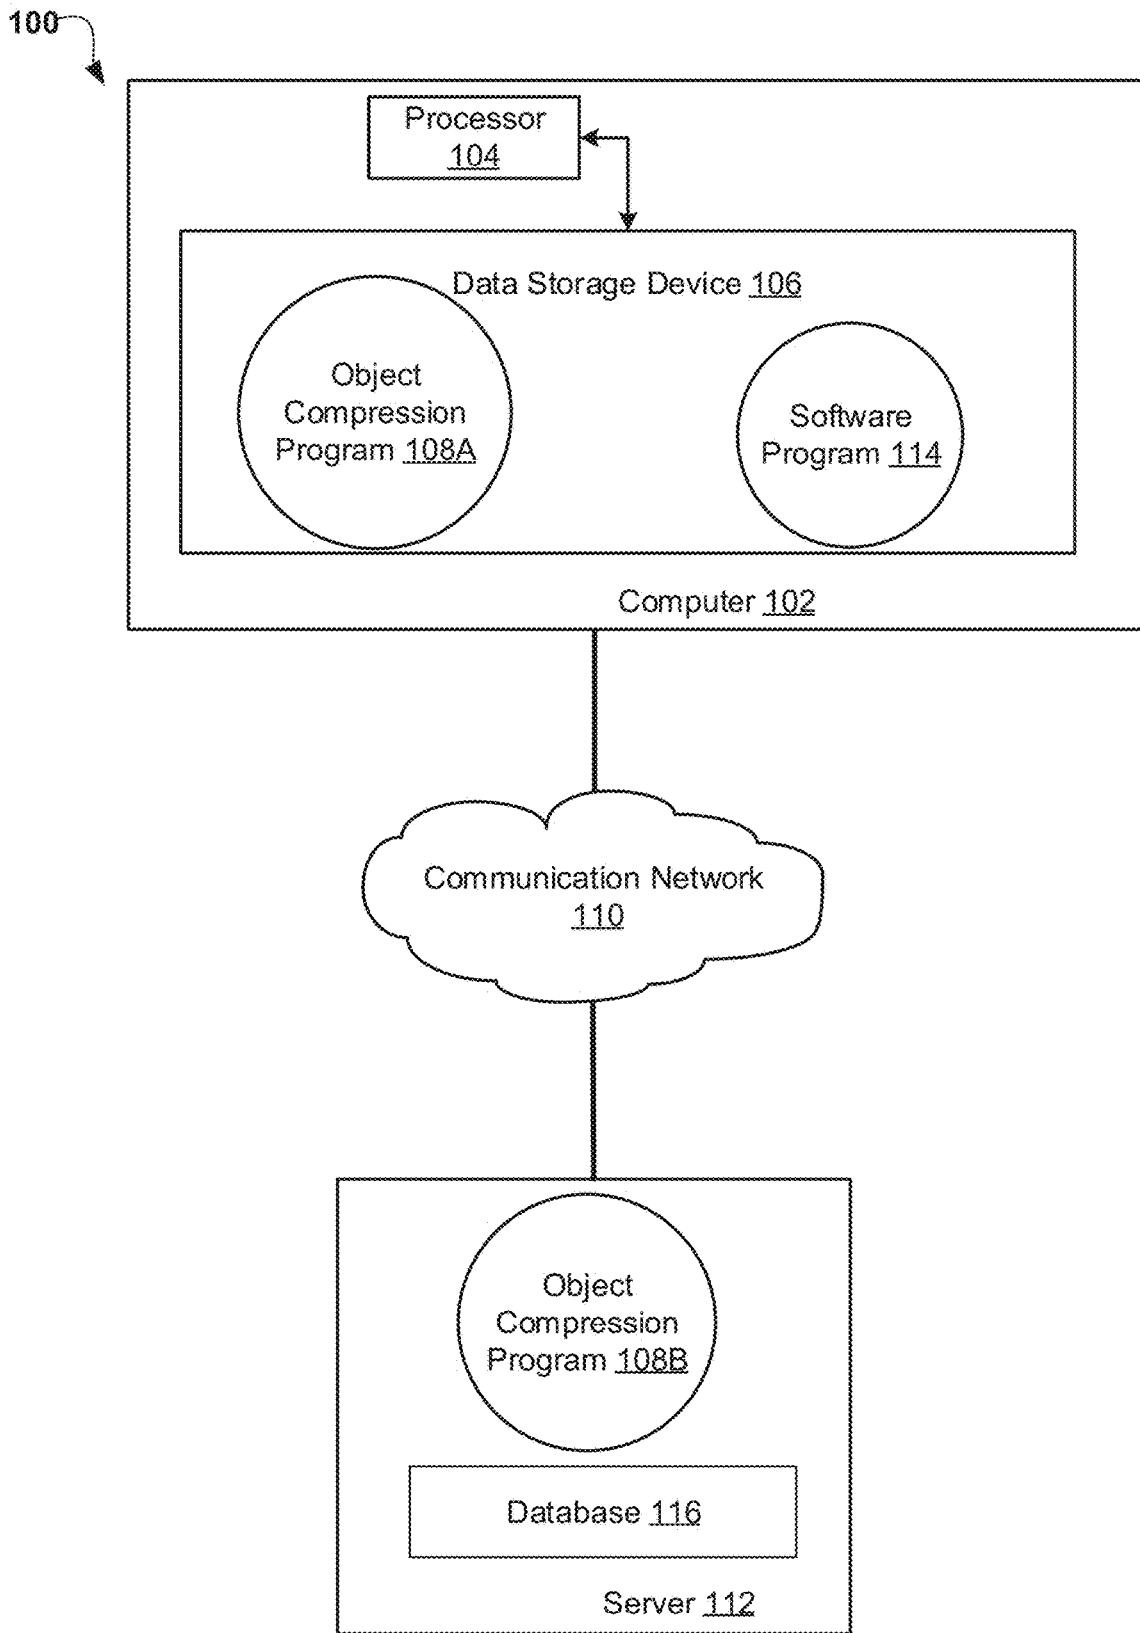 100
Processor
104
Data Storage Device 106
Object
Compression
Program 108A
Software
Program 114
Computer 102
Communication Network
110
Object
Compression
Program 108B
Database 116
Server 112